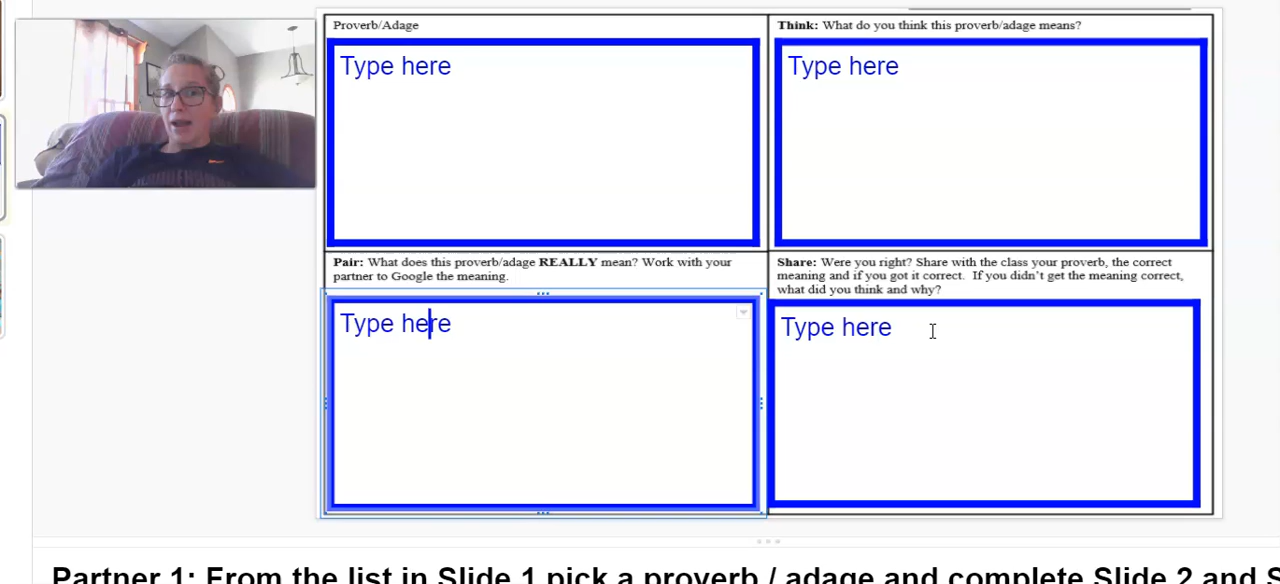 Proverb/Adage
Type here
Think: What do you think this proverb/adage means?
Type here
Pair: What does this proverb/adage REALLY mean? Work with your
partner to Google the meaning.
Type here
Share: Were you right? Share with the class your proverb, the correct
meaning and if you got it correct. If you didn't get the meaning correct,
what did you think and why?
Type here
Partner 1: From the list in Slide 1 pick a proverb / adage and complete Slide 2 and S